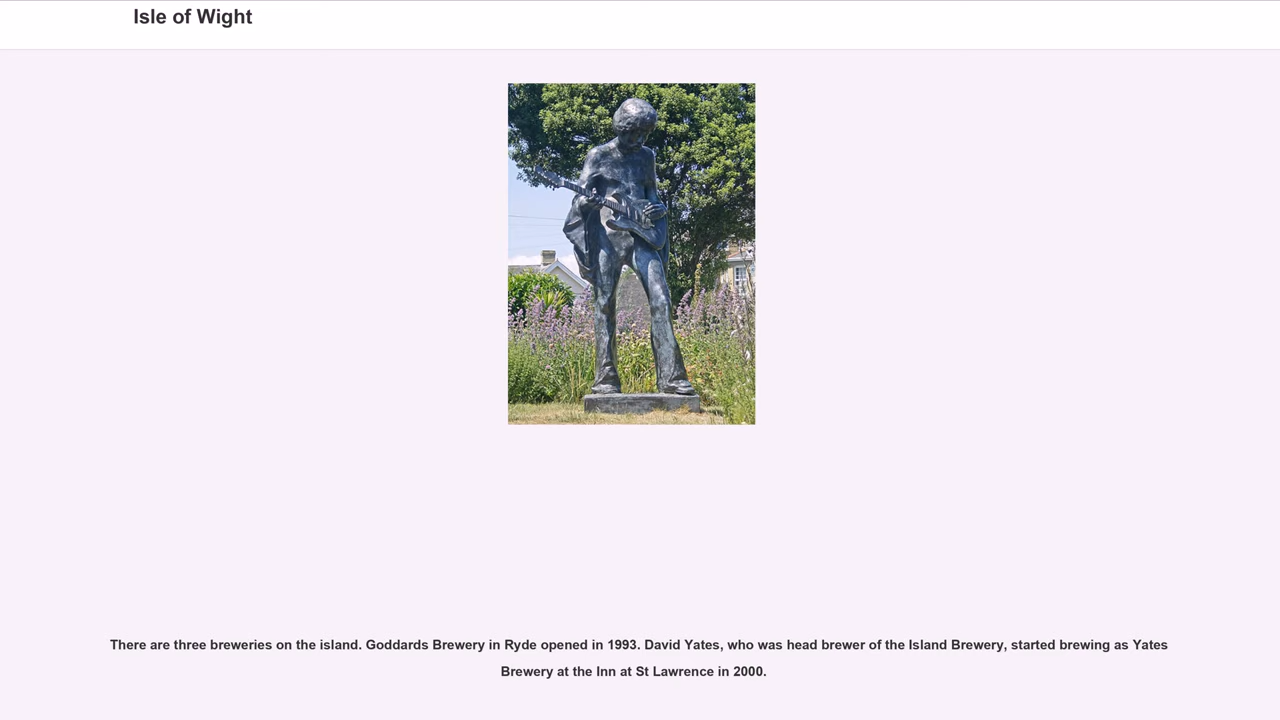 Isle of Wight
There are three breweries on the island. Goddards Brewery in Ryde opened in 1993. David Yates, who was head brewer of the Island Brewery, started brewing as Yates
Brewery at the Inn at St Lawrence in 2000.